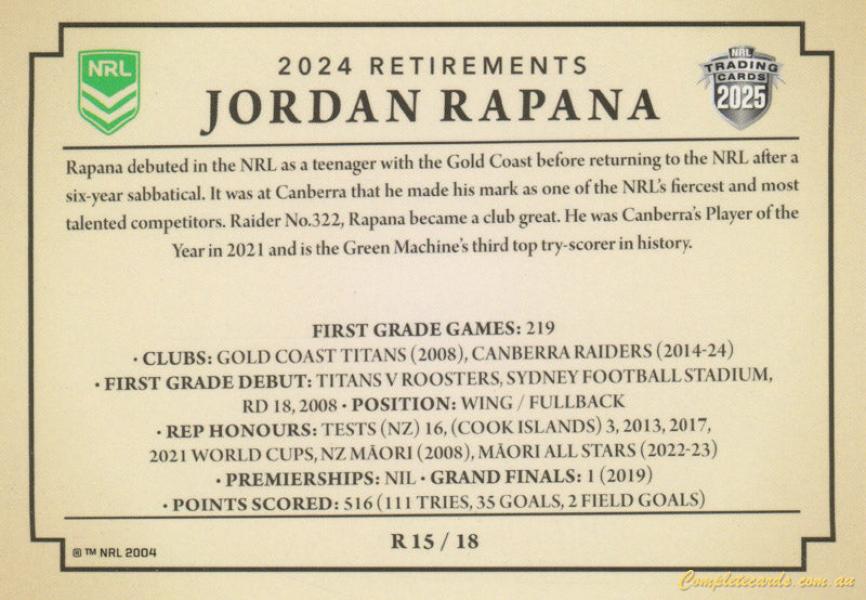 NRL
2024 RETIREMENTS
JORDAN RAPANA
NRL
TRADING
CARDS
2025
Rapana debuted in the NRL as a teenager with the Gold Coast before returning to the NRL after a
six-year sabbatical. It was at Canberra that he made his mark as one of the NRL's fiercest and most
talented competitors. Raider No.322, Rapana became a club great. He was Canberra's Player of the
Year in 2021 and is the Green Machine's third top try-scorer in history.
FIRST GRADE GAMES: 219
• CLUBS: GOLD COAST TITANS (2008), CANBERRA RAIDERS (2014-24)
• FIRST GRADE DEBUT: TITANS V ROOSTERS, SYDNEY FOOTBALL STADIUM,
RD 18, 2008 • POSITION: WING / FULLBACK
• REP HONOURS: TESTS (NZ) 16, (COOK ISLANDS) 3, 2013, 2017,
2021 WORLD CUPS, NZ MĀORI (2008), MĀORI ALL STARS (2022-23)
• PREMIERSHIPS: NIL • GRAND FINALS: 1 (2019)
• POINTS SCORED: 516 (111 TRIES, 35 GOALS, 2 FIELD GOALS)
® ™ NRL 2004
R 15 / 18
Completecards.com.au